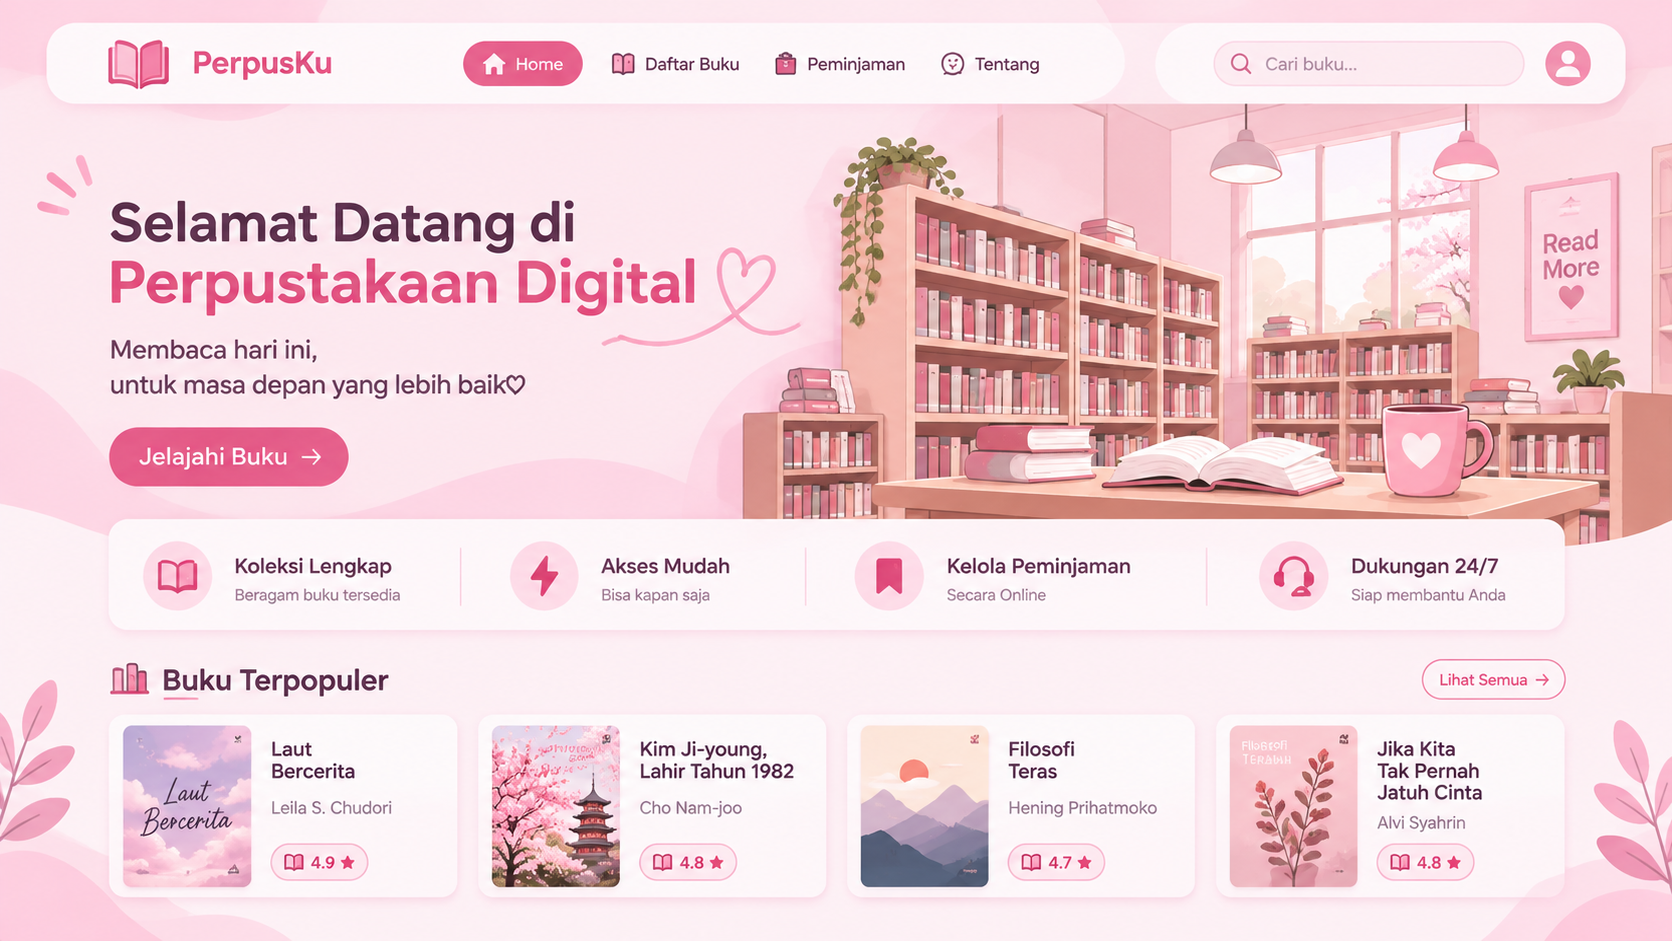 PerpusKu
Home
Daftar Buku
Peminjaman
Tentang
Cari buku...
Selamat Datang di
Perpustakaan Digital
Membaca hari ini,
untuk masa depan yang lebih baik♡
Jelajahi Buku →
Read
More
Koleksi Lengkap
Beragam buku tersedia
Akses Mudah
Bisa kapan saja
Kelola Peminjaman
Secara Online
Dukungan 24/7
Siap membantu Anda
Buku Terpopuler
Lihat Semua →
Laut
Bercerita
Laut
Bercerita
Leila S. Chudori
4.9 ★
Kim Ji-young,
Lahir Tahun 1982
Cho Nam-joo
4.8 ★
Filosofi
Teras
Hening Prihatmoko
4.7 ★
Jika Kita
Tak Pernah
Jatuh Cinta
Alvi Syahrin
4.8 ★